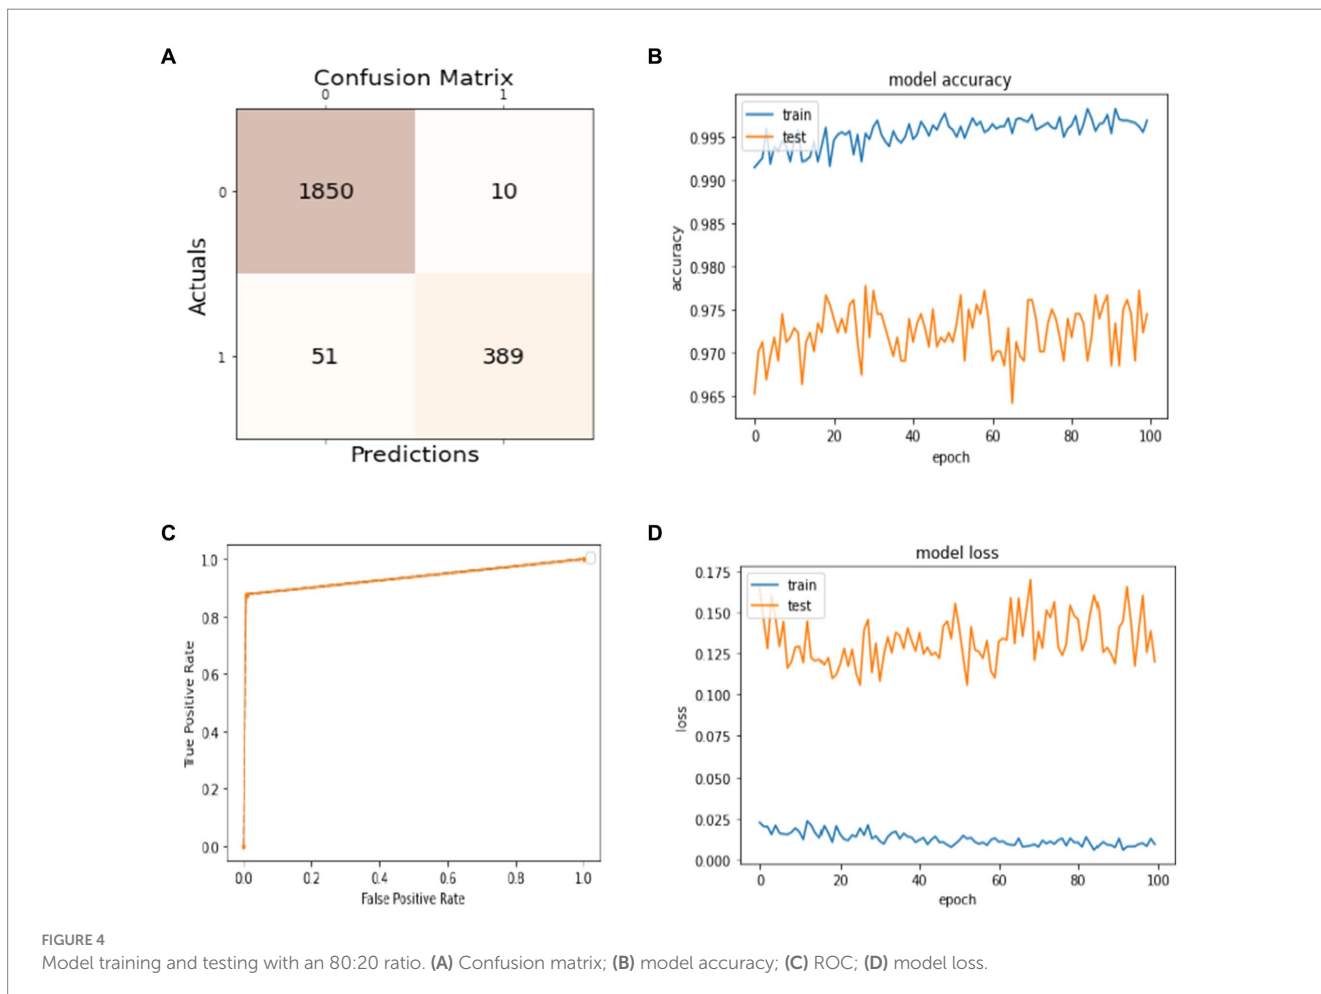 A
Confusion Matrix
0 1
0
1850 10
Actuals
1
51 389
Predictions
B
model accuracy
train
test
0.995
0.990
0.985
0.980
0.975
0.970
0.965
accuracy
0 20 40 60 80 100
epoch
C
1.0
0.8
0.6
0.4
0.2
0.0
True Positive Rate
0.0 0.2 0.4 0.6 0.8 1.0
False Positive Rate
D
model loss
train
test
0.175
0.150
0.125
0.100
0.075
0.050
0.025
0.000
loss
0 20 40 60 80 100
epoch
FIGURE 4
Model training and testing with an 80:20 ratio. (A) Confusion matrix; (B) model accuracy; (C) ROC; (D) model loss.